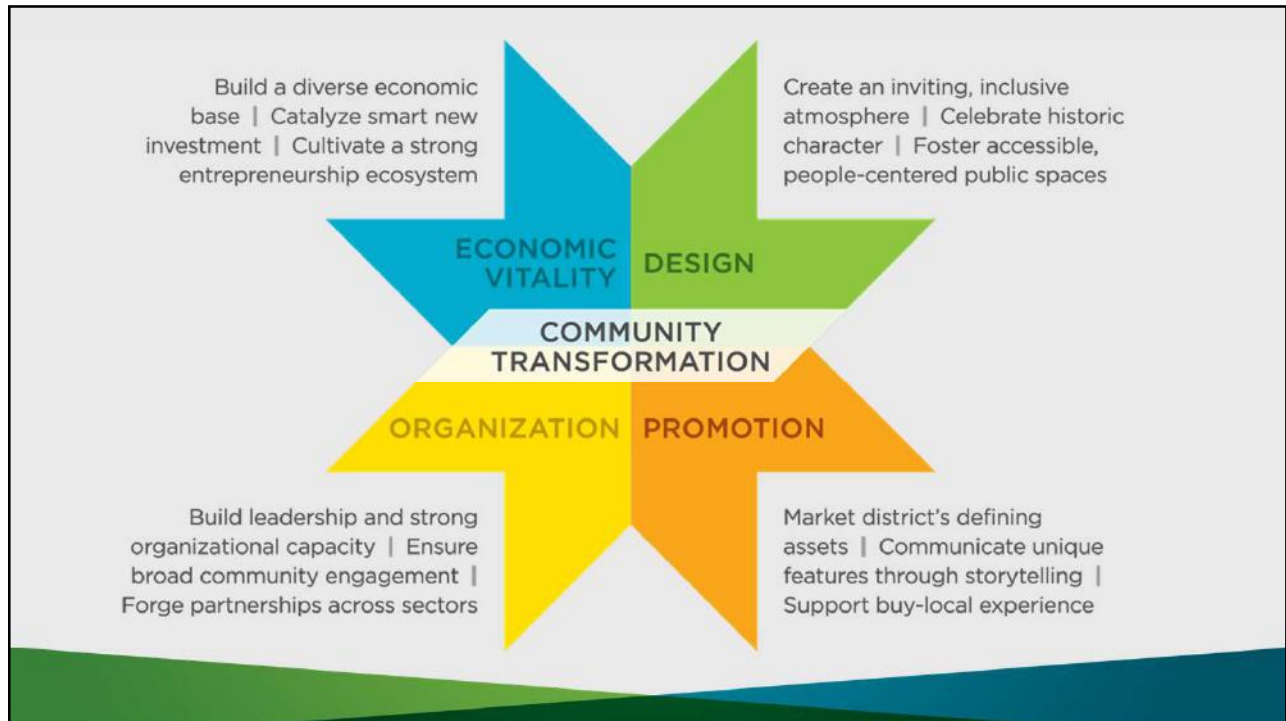 Build a diverse economic
base | Catalyze smart new
investment | Cultivate a strong
entrepreneurship ecosystem
Create an inviting, inclusive
atmosphere | Celebrate historic
character | Foster accessible,
people-centered public spaces
ECONOMIC
VITALITY
DESIGN
COMMUNITY
TRANSFORMATION
ORGANIZATION
PROMOTION
Build leadership and strong
organizational capacity | Ensure
broad community engagement |
Forge partnerships across sectors
Market district's defining
assets | Communicate unique
features through storytelling |
Support buy-local experience